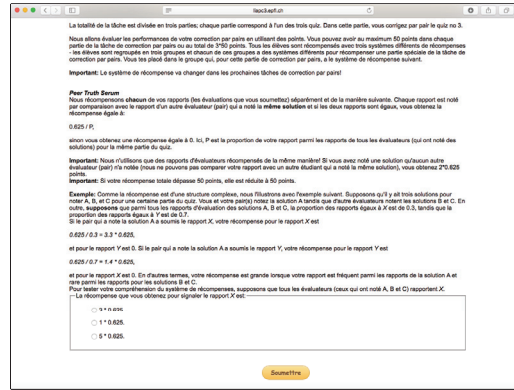 liapc3.epfl.ch
La totalité de la tâche est divisée en trois parties; chaque partie correspond à l'un des trois quiz. Dans cette partie, vous corrigez par pair le quiz no 3.
Nous allons évaluer les performances de votre correction par pairs en utilisant des points. Vous pouvez avoir au maximum 50 points dans chaque
partie de la tâche de correction par pairs ou au total de 3*50 points. Tous les élèves sont récompensés avec trois systèmes différents de récompenses
- les élèves sont regroupés en trois groupes et chacun de ces groupes a des systèmes différents pour récompenser une partie spéciale de la tâche de
correction par pairs. Vous tes placé dans le groupe qui, pour cette partie de correction par pairs, a le système de récompense suivant.
Important: Le système de récompense va changer dans les prochaines tâches de correction par pairs!
Peer Truth Serum
Nous récompensons chacun de vos rapports (les évaluations que vous soumettez) séparément et de la manière suivante. Chaque rapport est noté
par comparaison avec le rapport d'un autre évaluateur (pair) qui a noté la même solution et si les deux rapports sont égaux, vous obtenez la
récompense égale à:
0.625 / P,
sinon vous obtenez une récompense égale à 0. Ici, P est la proportion de votre rapport parmi les rapports de tous les évaluateurs (qui ont noté des
solutions) pour la même partie du quiz.
Important: Nous n'utilisons que des rapports d'évaluateurs récompensés de la même manière! Si vous avez noté une solution qu'aucun autre
évaluateur (pair) n'a notée (nous ne pouvons pas comparer votre rapport avec un autre étudiant qui a noté la même solution), vous obtenez 2*0.625
points.
Important: Si votre récompense totale dépasse 50 points, elle est réduite à 50 points.
Exemple: Comme la récompense est d'une structure complexe, nous l'illustrons avec l'exemple suivant. Supposons qu'il y ait trois solutions pour
noter A, B, et C pour une certaine partie du quiz. Vous et votre pair(s) notez la solution A tandis que d'autres évaluateurs notent les solutions B et C. En
outre, supposons que parmi tous les rapports d'évaluation des solutions A, B et C, la proportion des rapports égaux à X est de 0.3, tandis que la
proportion des rapports égaux à Y est de 0.7.
Si le pair qui a note la solution A a soumis le rapport X, votre récompense pour le rapport X est
0.625 / 0.3 = 3.3 * 0.625,
et pour le rapport Y est 0. Si le pair qui a noté la solution A a soumis le rapport Y, votre récompense pour le rapport Y est
0.625 / 0.7 = 1.4 * 0.625,
et pour le rapport X est 0. En d'autres termes, votre récompense est grande lorsque votre rapport est fréquent parmi les rapports de la solution A et
rare parmi les rapports pour les solutions B et C.
Pour tester votre compréhension du système de récompenses, supposons que tous les évaluateurs (ceux qui ont noté A, B et C) rapportent X.
La récompense que vous obtenez pour signaler le rapport X est:
1 * 0.625.
5 * 0.625.
Soumettre